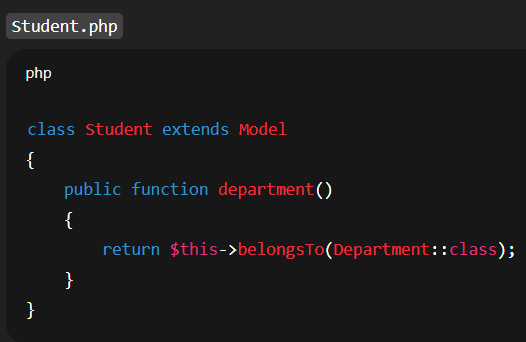 Student.php
php
class Student extends Model
{
    public function department()
    {
        return $this->belongsTo(Department::class);
    }
}